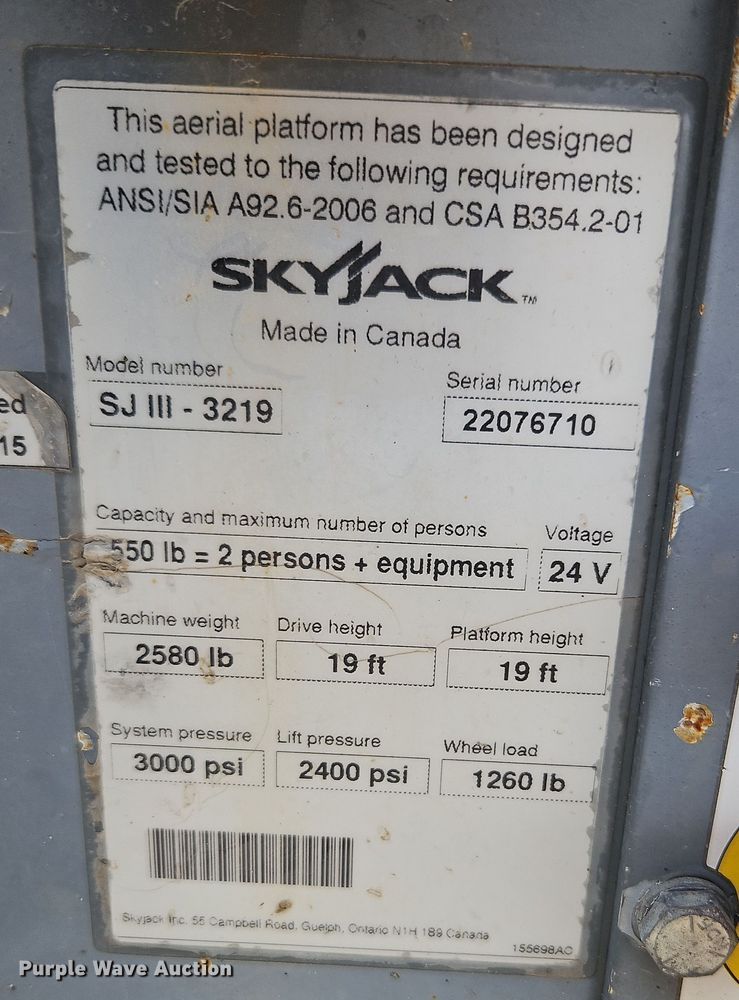 This aerial platform has been designed
and tested to the following requirements:
ANSI/SIA A92.6-2006 and CSA B354.2-01
SKYJACK™
Made in Canada
Model number
SJ III - 3219
Serial number
22076710
ed
15
Capacity and maximum number of persons
550 lb = 2 persons + equipment
Voltage
24 V
Machine weight
2580 lb
Drive height
19 ft
Platform height
19 ft
System pressure
3000 psi
Lift pressure
2400 psi
Wheel load
1260 lb
Skyjack Inc. 55 Campbell Road, Guelph, Ontario N1H 1B9 Canada
155698AC
Purple Wave Auction